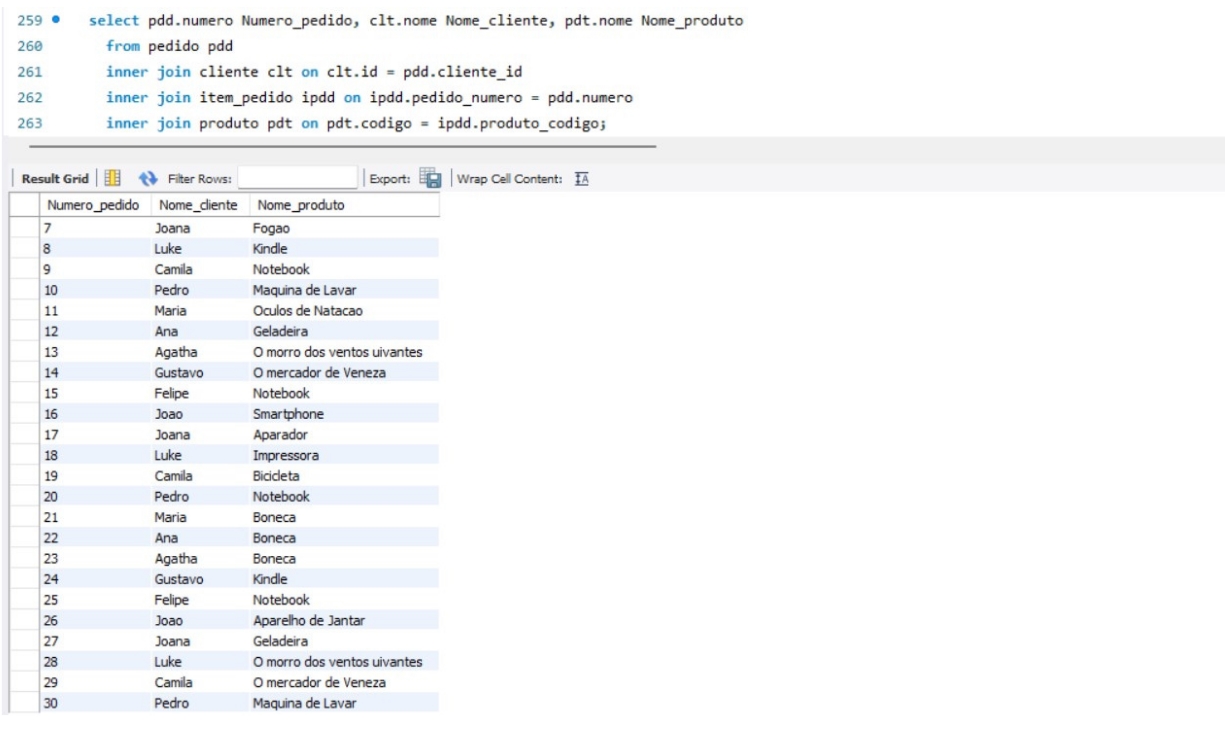 259 select pdd.numero Numero_pedido, clt.nome Nome_cliente, pdt.nome Nome_produto
260 from pedido pdd
261 inner join cliente clt on clt.id = pdd.cliente_id
262 inner join item_pedido ipdd on ipdd.pedido_numero = pdd.numero
263 inner join produto pdt on pdt.codigo = ipdd.produto_codigo;
Result Grid Filter Rows: Export: Wrap Cell Content: IA
Numero_pedido Nome_cliente Nome_produto
7 Joana Fogao
8 Luke Kindle
9 Camila Notebook
10 Pedro Maquina de Lavar
11 Maria Oculos de Natacao
12 Ana Geladeira
13 Agatha O morro dos ventos uivantes
14 Gustavo O mercador de Veneza
15 Felipe Notebook
16 Joao Smartphone
17 Joana Aparador
18 Luke Impressora
19 Camila Bicicleta
20 Pedro Notebook
21 Maria Boneca
22 Ana Boneca
23 Agatha Boneca
24 Gustavo Kindle
25 Felipe Notebook
26 Joao Aparelho de Jantar
27 Joana Geladeira
28 Luke O morro dos ventos uivantes
29 Camila O mercador de Veneza
30 Pedro Maquina de Lavar